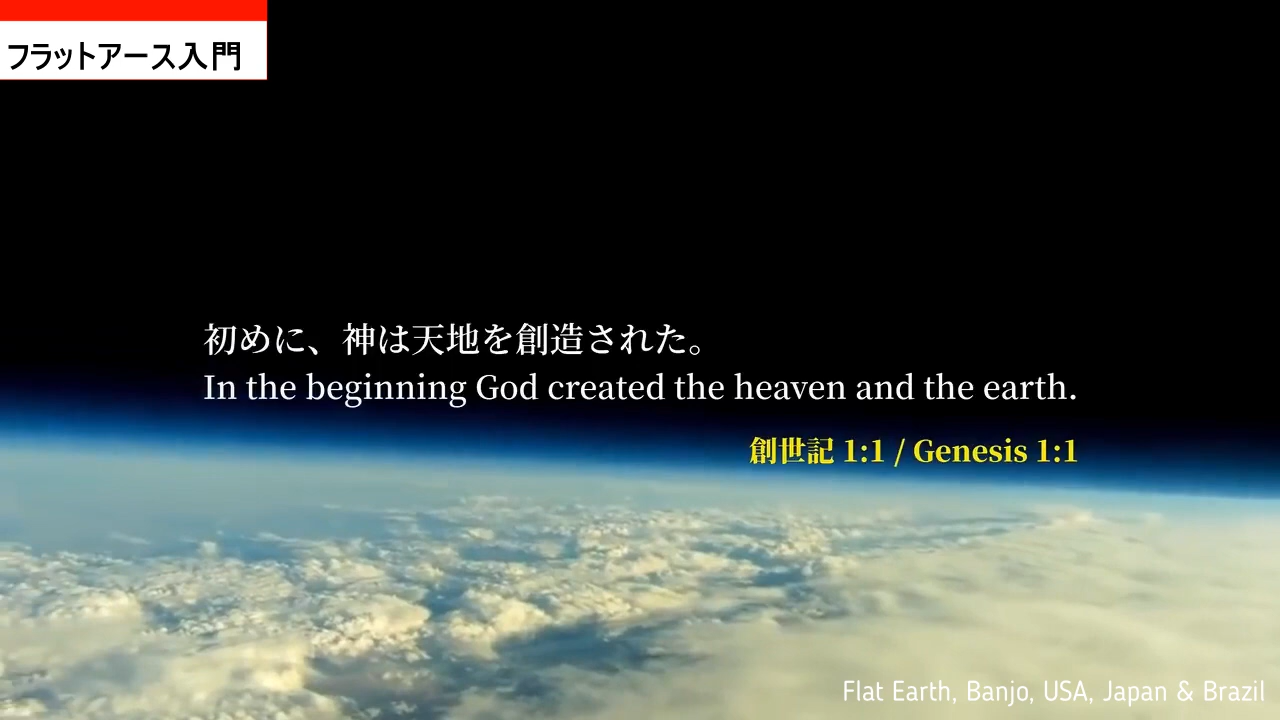 フラットアース入門
初めに、神は天地を創造された。
In the beginning God created the heaven and the earth.
創世記 1:1 / Genesis 1:1
Flat Earth, Banjo, USA, Japan & Brazil